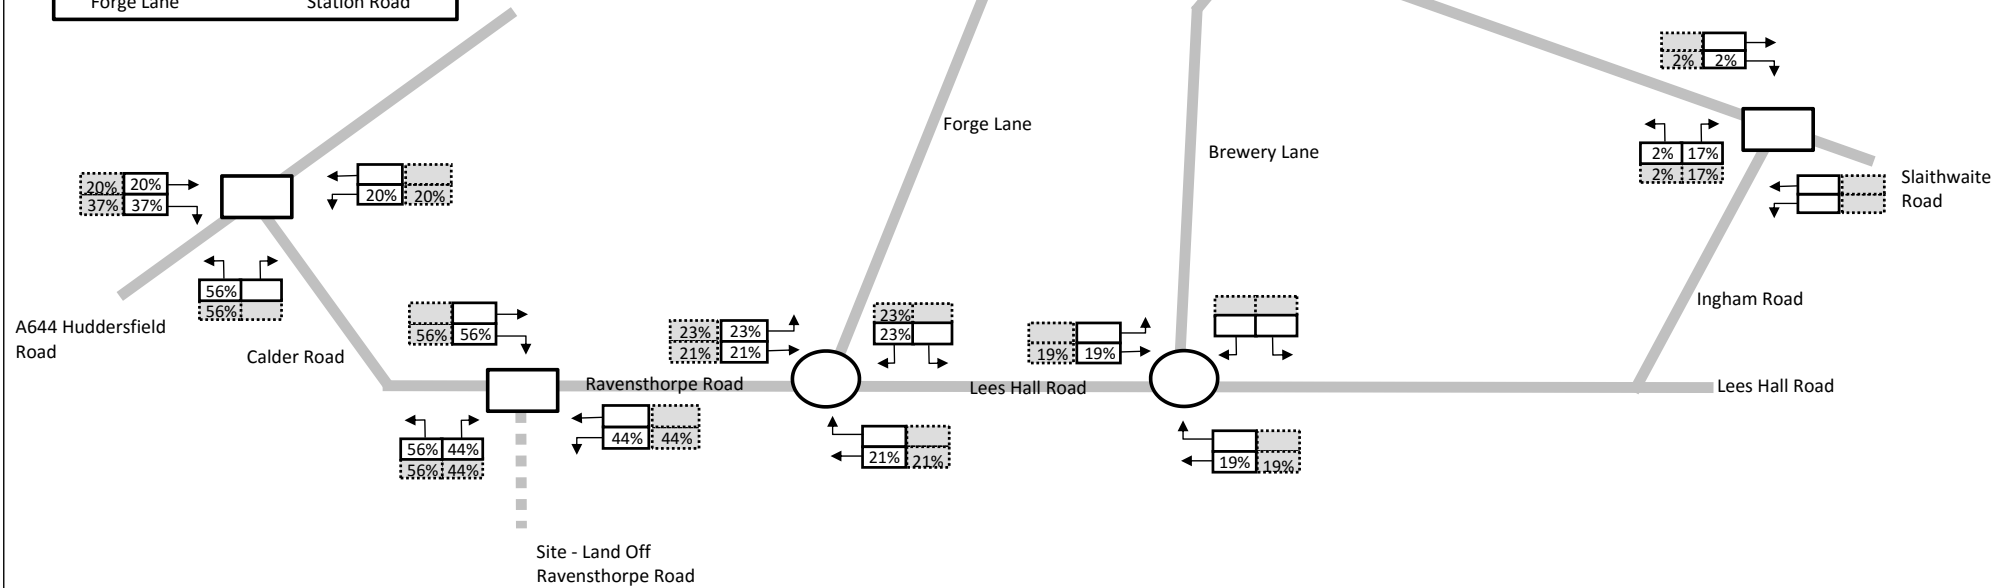 Forge Lane Station Road
2% 2%
Forge Lane
Brewery Lane
2% 17%
2% 17%
Slaithwaite
Road
20% 20%
37% 37%
20% 20%
56%
56%
A644 Huddersfield
Road
Calder Road
56% 56%
23% 23%
21% 21%
23%
23%
19% 19%
Ingham Road
Ravensthorpe Road
Lees Hall Road
Lees Hall Road
56% 44%
56% 44%
44% 44%
21% 21%
19% 19%
Site - Land Off
Ravensthorpe Road